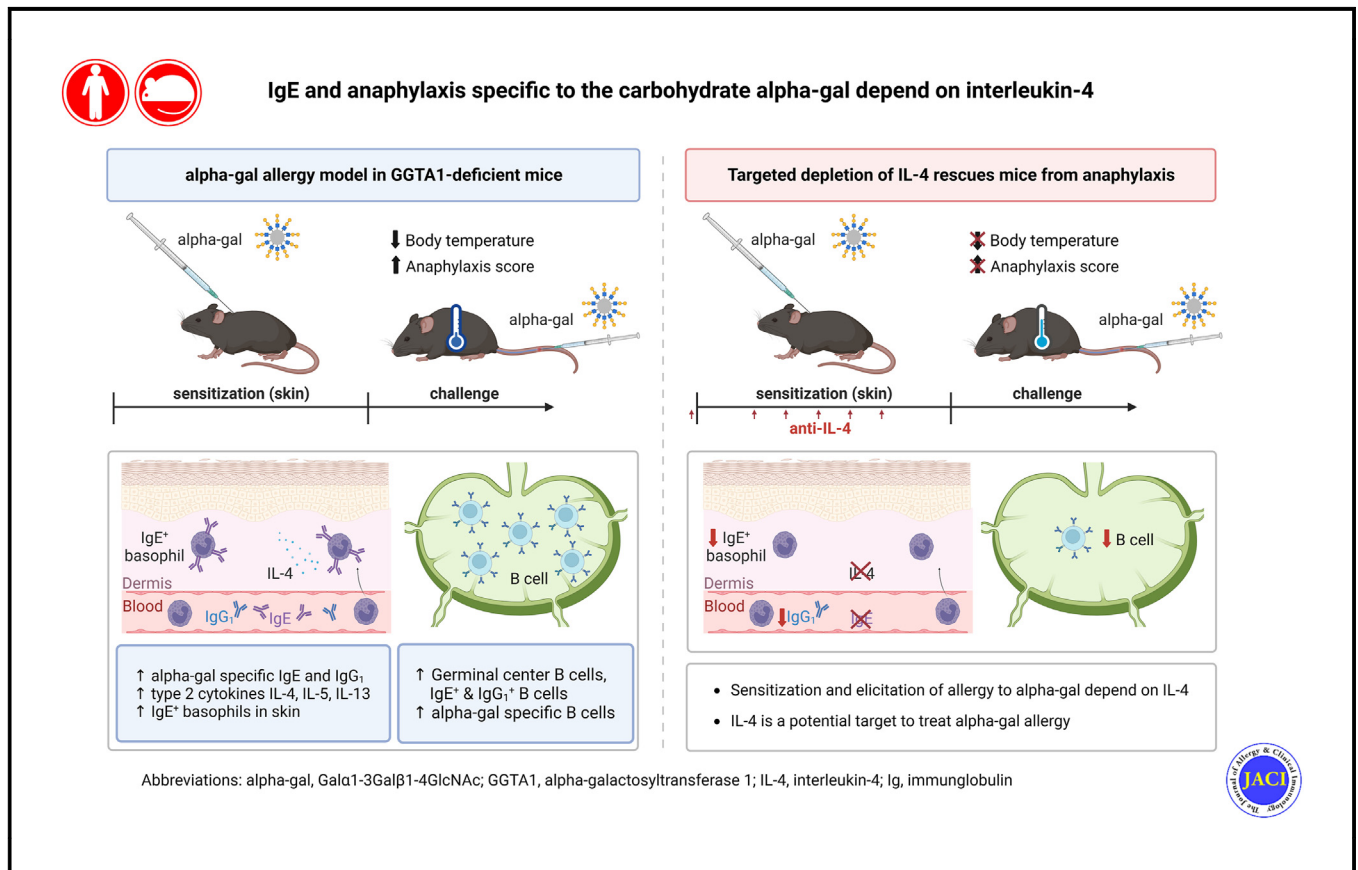 IgE and anaphylaxis specific to the carbohydrate alpha-gal depend on interleukin-4
alpha-gal allergy model in GGTA1-deficient mice
alpha-gal
↓ Body temperature
↑ Anaphylaxis score
alpha-gal
sensitization (skin)
challenge
IgE⁺
basophil
IL-4
Dermis
Blood
IgG₁
IgE
B cell
↑ alpha-gal specific IgE and IgG₁
↑ type 2 cytokines IL-4, IL-5, IL-13
↑ IgE⁺ basophils in skin
↑ Germinal center B cells,
IgE⁺ & IgG₁⁺ B cells
↑ alpha-gal specific B cells
Targeted depletion of IL-4 rescues mice from anaphylaxis
alpha-gal
Body temperature
Anaphylaxis score
alpha-gal
sensitization (skin)
challenge
anti-IL-4
↓ IgE⁺
basophil
IL-4
Dermis
Blood
↓ IgG₁
IgE
↓ B cell
• Sensitization and elicitation of allergy to alpha-gal depend on IL-4
• IL-4 is a potential target to treat alpha-gal allergy
Abbreviations: alpha-gal, Galα1-3Galβ1-4GlcNAc; GGTA1, alpha-galactosyltransferase 1; IL-4, interleukin-4; Ig, immunglobulin
The Journal of Allergy & Clinical Immunology
JACI